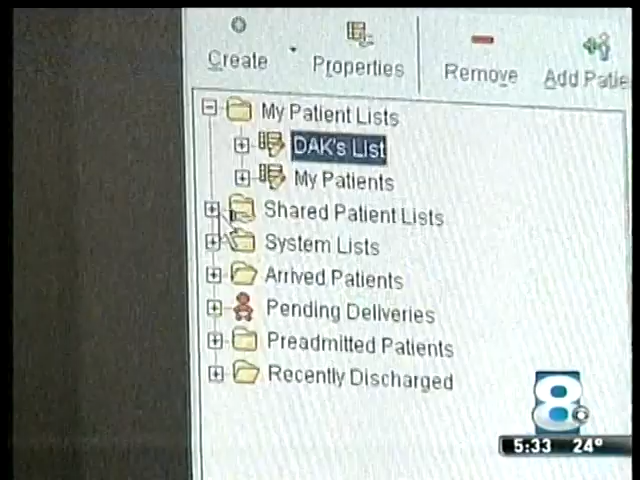 Create
Properties
Remove
Add Patie
My Patient Lists
DAK's List
My Patients
Shared Patient Lists
System Lists
Arrived Patients
Pending Deliveries
Preadmitted Patients
Recently Discharged
8
5:33 24°